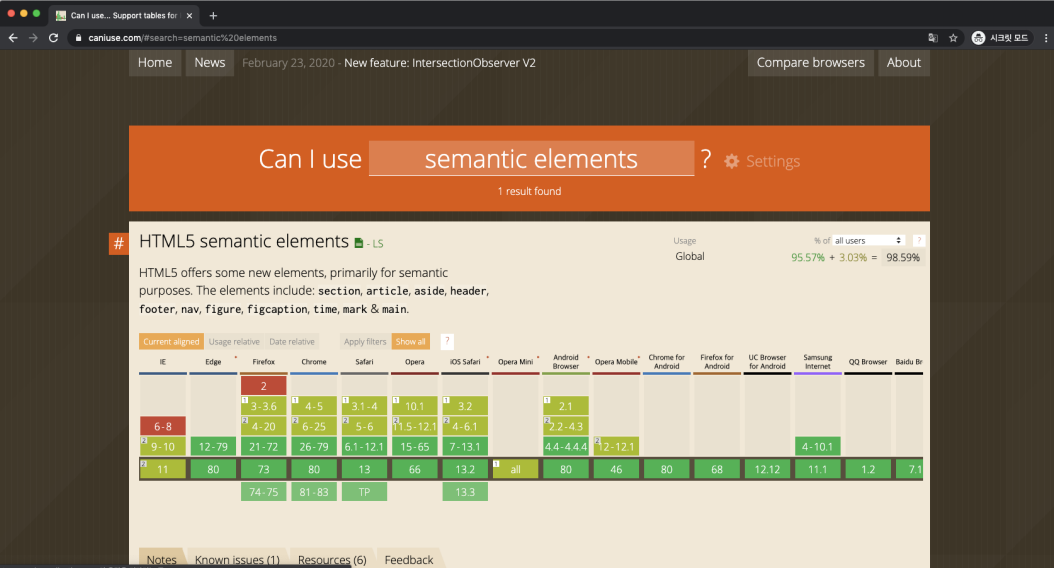 Can I use... Support tables for
caniuse.com/#search=semantic%20elements
시크릿 모드
Home News February 23, 2020 - New feature: IntersectionObserver V2 Compare browsers About
Can I use semantic elements ? Settings
1 result found
# HTML5 semantic elements - LS
Usage % of all users ?
Global 95.57% + 3.03% = 98.59%
HTML5 offers some new elements, primarily for semantic
purposes. The elements include: section, article, aside, header,
footer, nav, figure, figcaption, time, mark & main.
Current aligned Usage relative Date relative Apply filters Show all ?
IE Edge * Firefox Chrome Safari Opera iOS Safari * Opera Mini * Android Browser * Opera Mobile * Chrome for Android Firefox for Android UC Browser for Android Samsung Internet QQ Browser Baidu Br
2
1 3-3.6 1 4-5 1 3.1-4 1 10.1 1 3.2 1 2.1
6-8 2 4-20 2 6-25 2 5-6 2 11.5-12.1 2 4-6.1 2 2.2-4.3
2 9-10 12-79 21-72 26-79 6.1-12.1 15-65 7-13.1 4.4-4.4.4 2 12-12.1 4-10.1
2 11 80 73 80 13 66 13.2 1 all 80 46 80 68 12.12 11.1 1.2 7.1
74-75 81-83 TP 13.3
Notes Known issues (1) Resources (6) Feedback